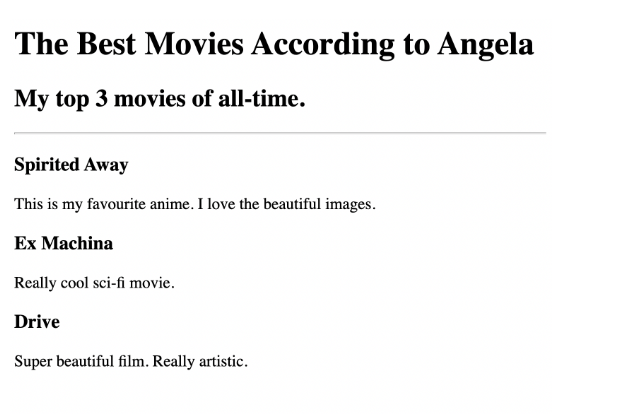 The Best Movies According to Angela
My top 3 movies of all-time.
Spirited Away
This is my favourite anime. I love the beautiful images.
Ex Machina
Really cool sci-fi movie.
Drive
Super beautiful film. Really artistic.